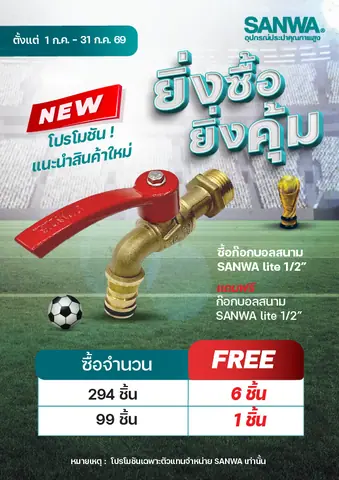 SANWA®
อุปกรณ์ประปาคุณภาพสูง
ตั้งแต่ 1 ก.ค. - 31 ก.ค. 69
ยิ่งซื้อ
ยิ่งคุ้ม
NEW
โปรโมชัน !
แนะนำสินค้าใหม่
ซื้อก๊อกบอลสนาม
SANWA lite 1/2”
แถมฟรี
ก๊อกบอลสนาม
SANWA lite 1/2”
ซื้อจำนวน FREE
294 ชิ้น 6 ชิ้น
99 ชิ้น 1 ชิ้น
หมายเหตุ : โปรโมชันเฉพาะตัวแทนจำหน่าย SANWA เท่านั้น